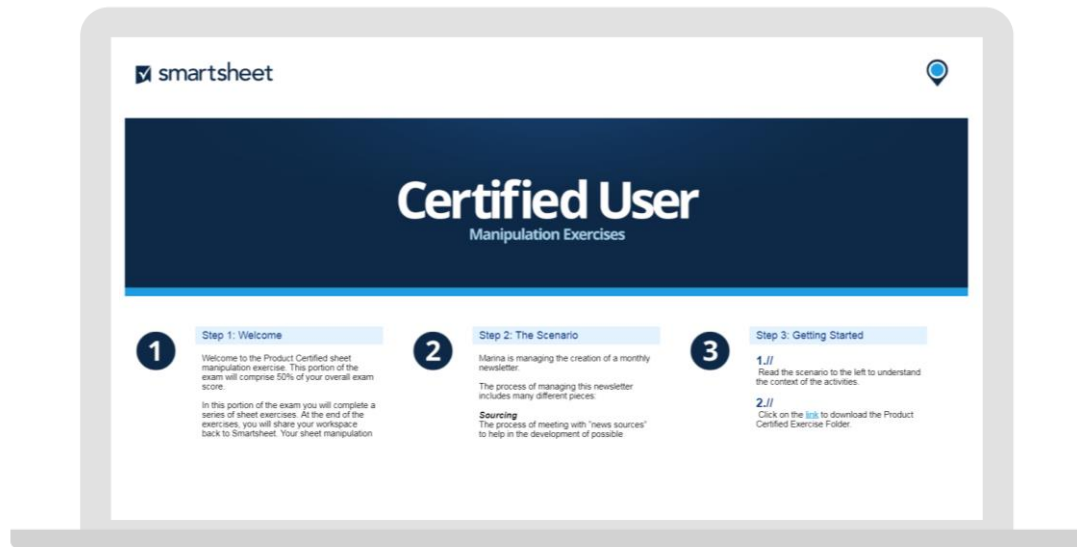 smartsheet
Certified User
Manipulation Exercises
1
Step 1: Welcome
Welcome to the Product Certified sheet
manipulation exercise. This portion of the
exam will comprise 50% of your overall exam
score.
In this portion of the exam you will complete a
series of sheet exercises. At the end of the
exercises, you will share your workspace
back to Smartsheet. Your sheet manipulation
2
Step 2: The Scenario
Marina is managing the creation of a monthly
newsletter.
The process of managing this newsletter
includes many different pieces:
Sourcing
The process of meeting with "news sources"
to help in the development of possible
3
Step 3: Getting Started
1.//
Read the scenario to the left to understand
the context of the activities.
2.//
Click on the link to download the Product
Certified Exercise Folder.